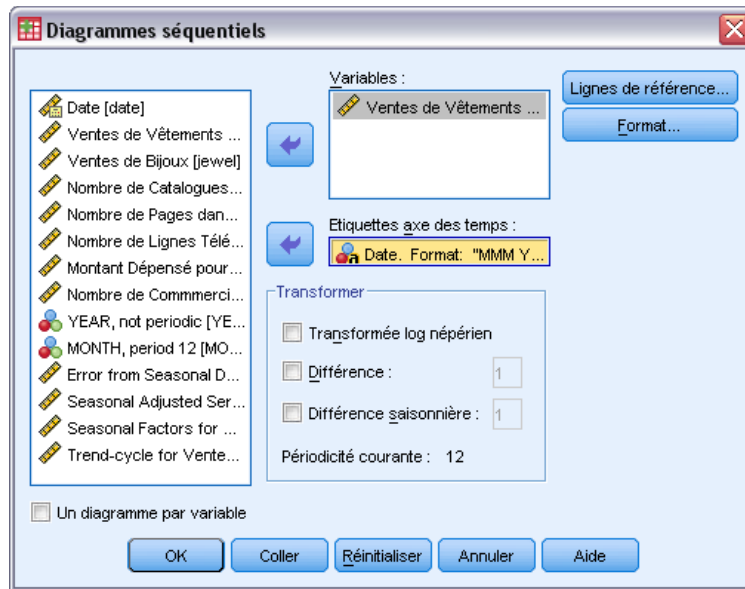 Diagrammes séquentiels
Date [date]
Ventes de Vêtements ...
Ventes de Bijoux [jewel]
Nombre de Catalogues...
Nombre de Pages dan...
Nombre de Lignes Télé...
Montant Dépensé pour...
Nombre de Commmerci...
YEAR, not periodic [YE...
MONTH, period 12 [MO...
Error from Seasonal D...
Seasonal Adjusted Ser...
Seasonal Factors for ...
Trend-cycle for Vente...
Un diagramme par variable
Variables :
Ventes de Vêtements ...
Etiquettes axe des temps :
Date. Format: "MMM Y...
Transformer
Transformée log népérien
Différence : 1
Différence saisonnière : 1
Périodicité courante : 12
Lignes de référence...
Format...
OK Coller Réinitialiser Annuler Aide